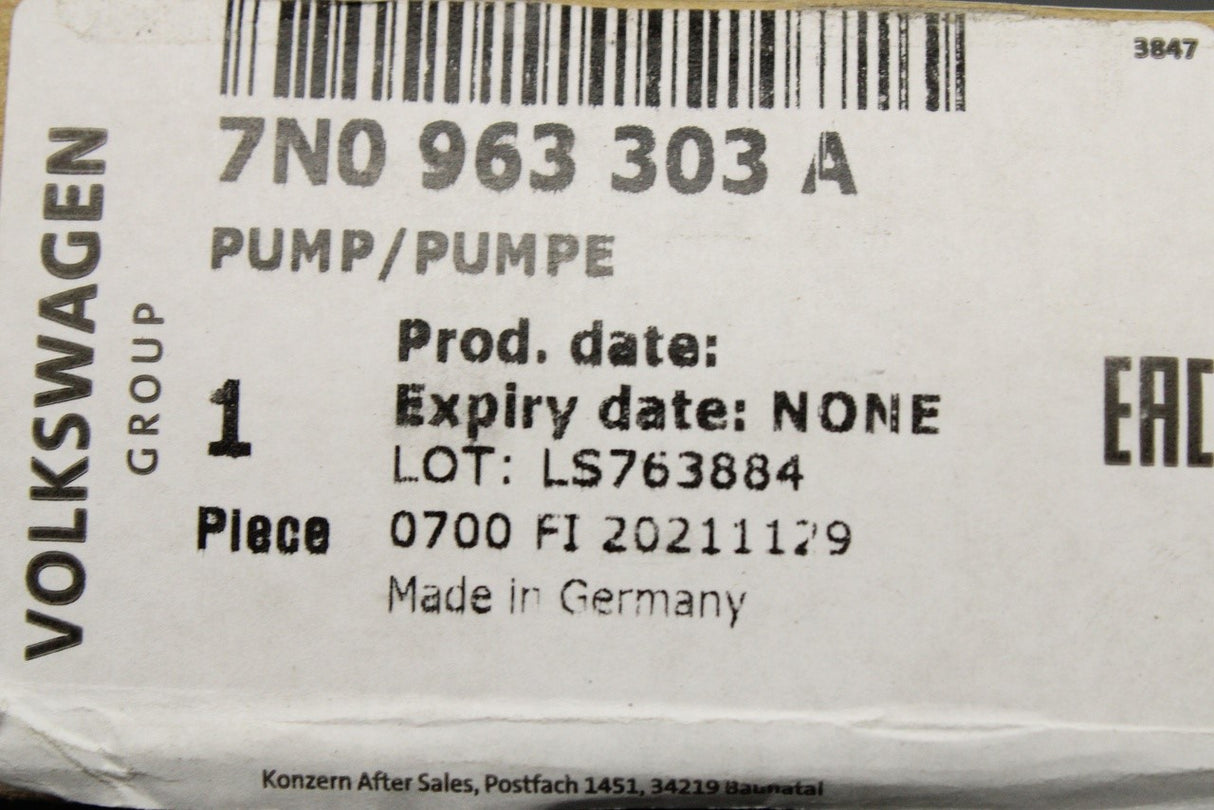 3847
7N0 963 303 A
PUMP/PUMPE
Prod. date:
Expiry date: NONE
LOT: LS763884
0700 FI 20211129
Made in Germany
1
Piece
VOLKSWAGEN
GROUP
EAC
Konzern After Sales, Postfach 1451, 34219 Baunatal